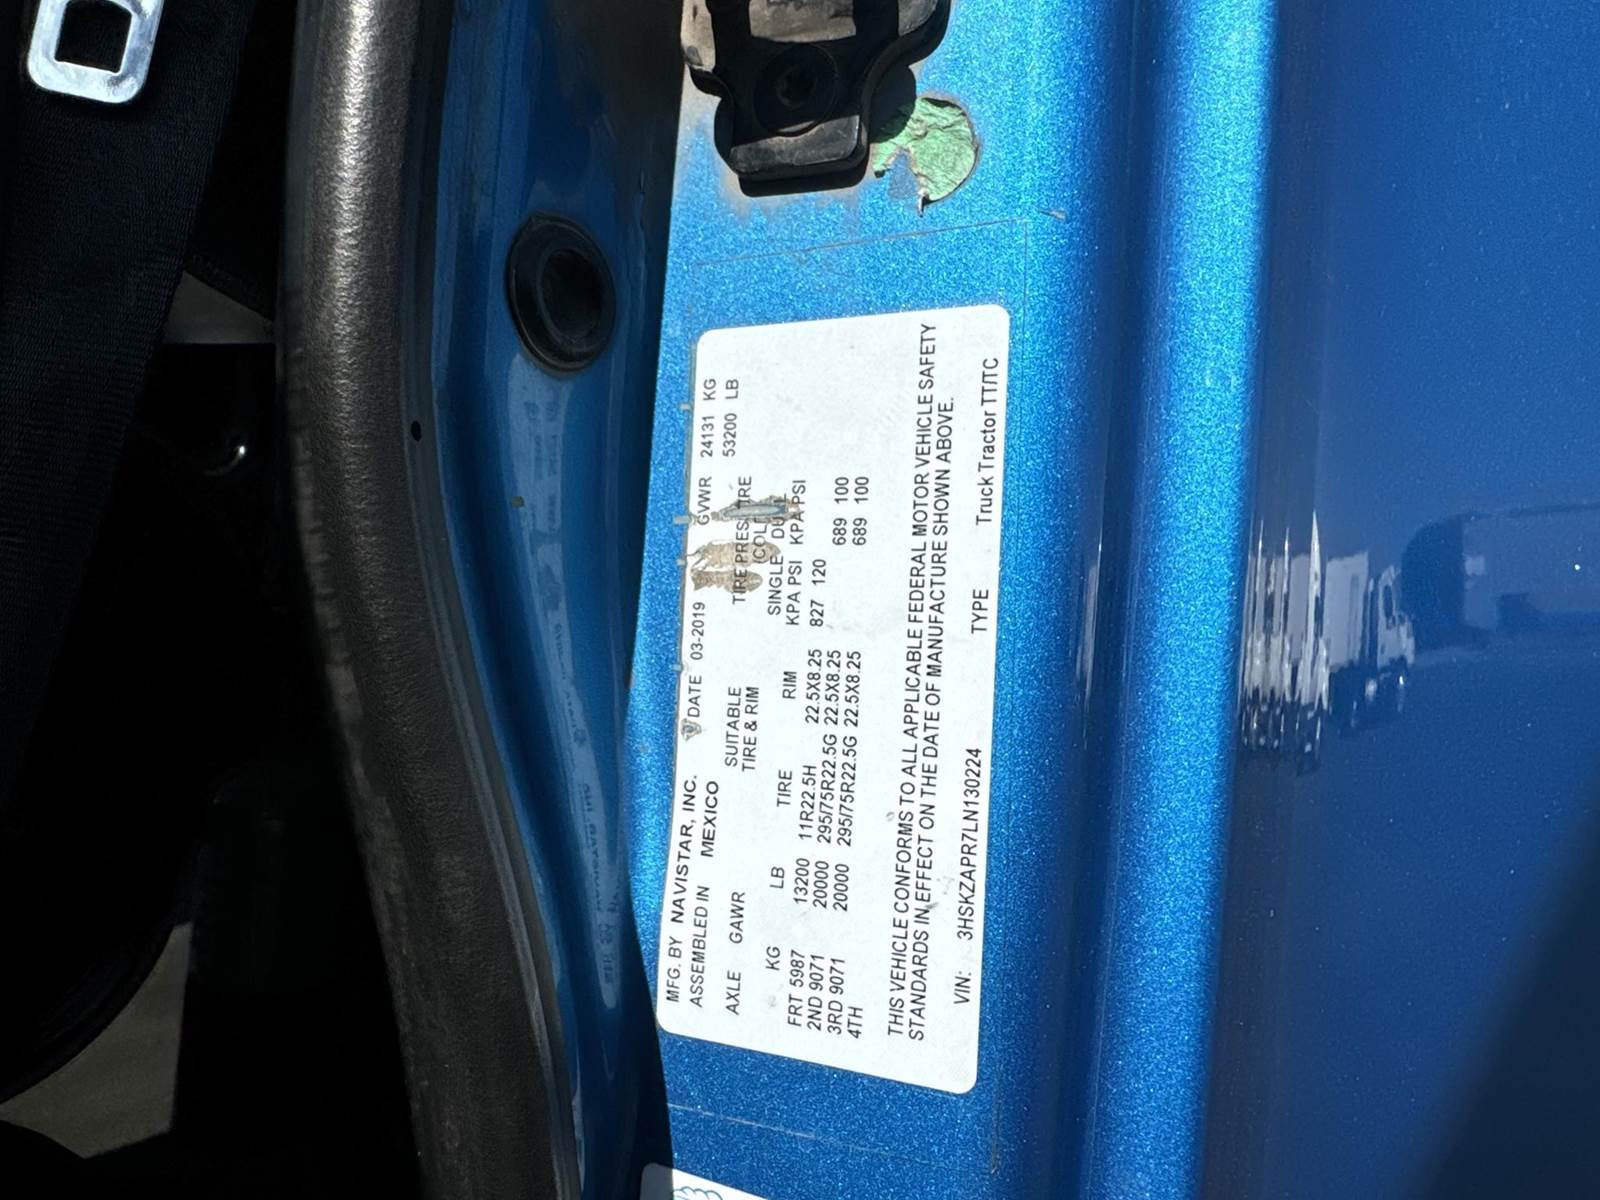 MFG. BY NAVISTAR, INC. DATE 03-2019 GVWR 24131 KG
ASSEMBLED IN MEXICO 53200 LB
AXLE GAWR SUITABLE TIRE PRESSURE
TIRE & RIM (COLD)
SINGLE DUAL
KG LB TIRE RIM KPA PSI KPA PSI
FRT 5987 13200 11R22.5H 22.5X8.25 827 120
2ND 9071 20000 295/75R22.5G 22.5X8.25 689 100
3RD 9071 20000 295/75R22.5G 22.5X8.25 689 100
4TH
THIS VEHICLE CONFORMS TO ALL APPLICABLE FEDERAL MOTOR VEHICLE SAFETY
STANDARDS IN EFFECT ON THE DATE OF MANUFACTURE SHOWN ABOVE.
VIN: 3HSKZAPR7LN130224 TYPE Truck Tractor TT/TC